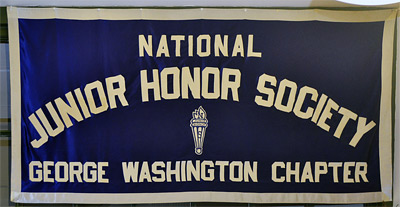 NATIONAL
JUNIOR HONOR SOCIETY
GEORGE WASHINGTON CHAPTER